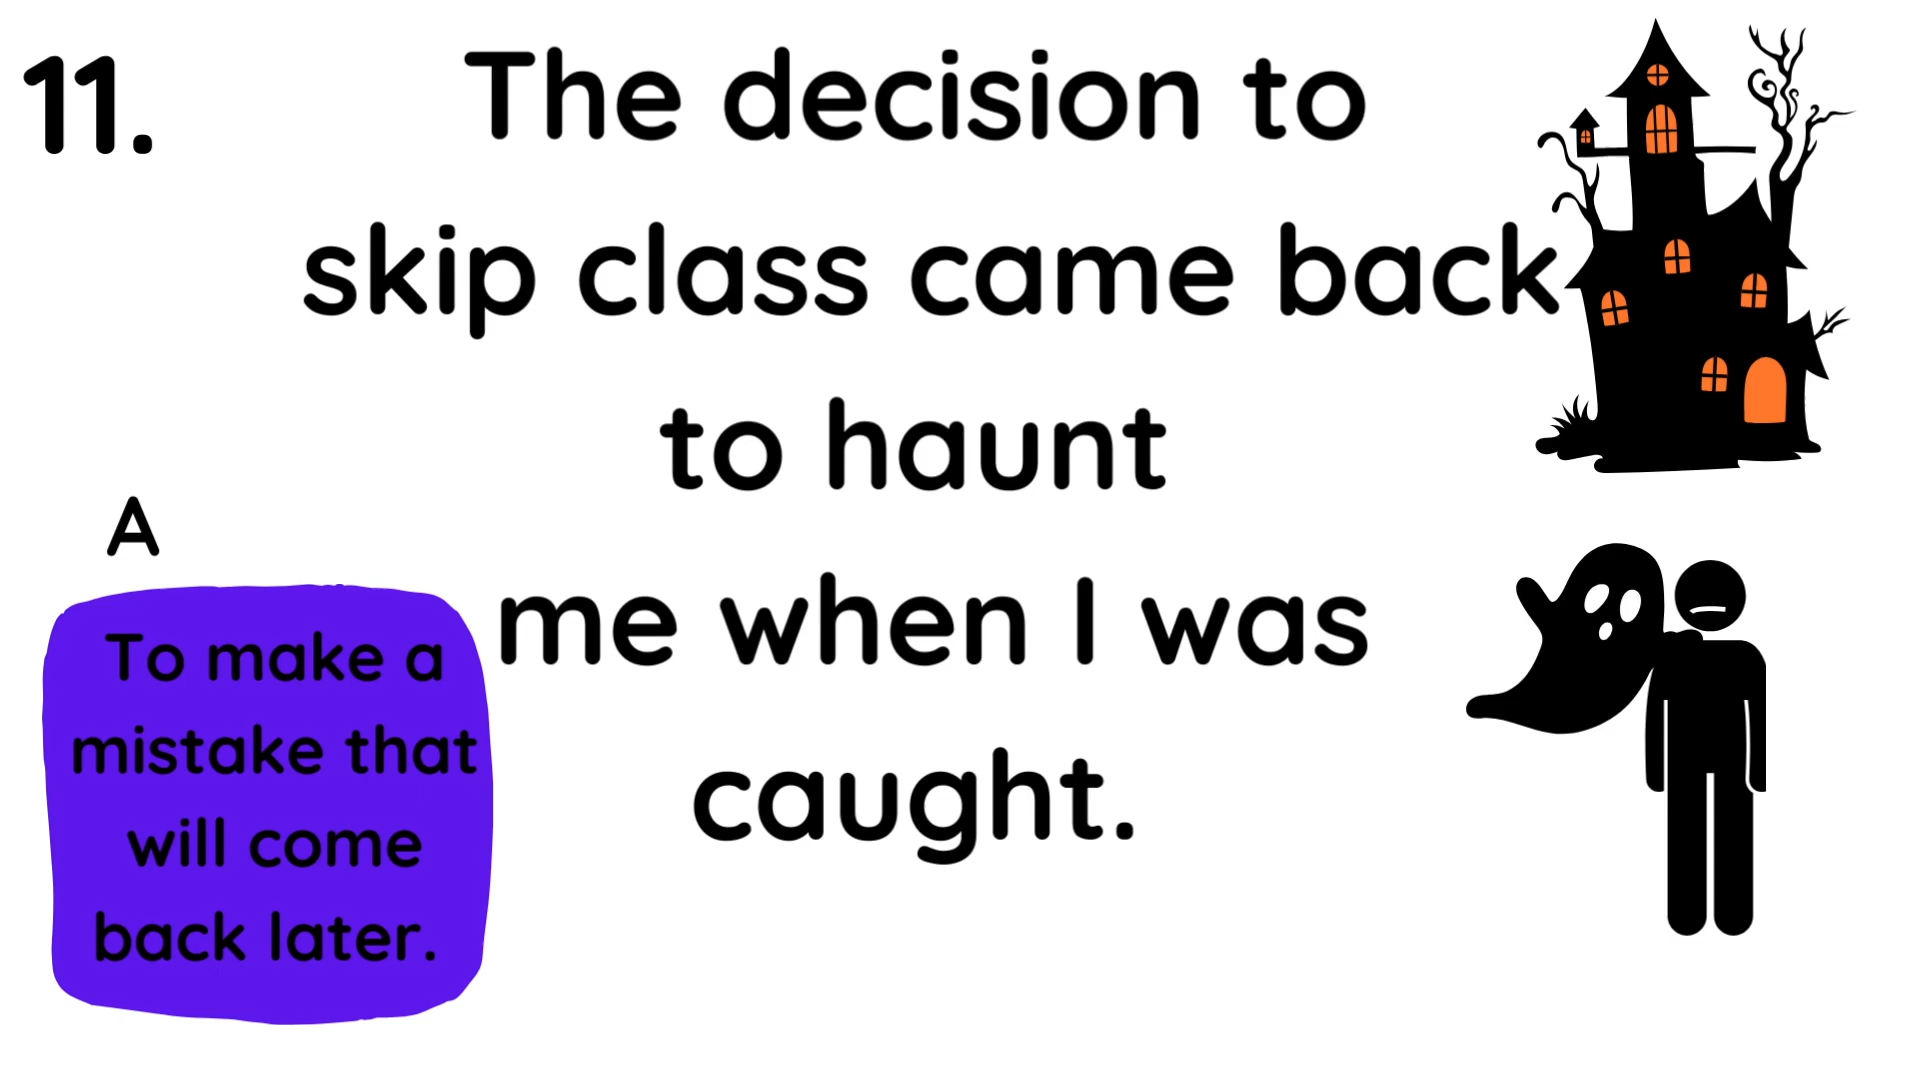 11.
The decision to
skip class came back
to haunt
me when I was
caught.
A
To make a
mistake that
will come
back later.